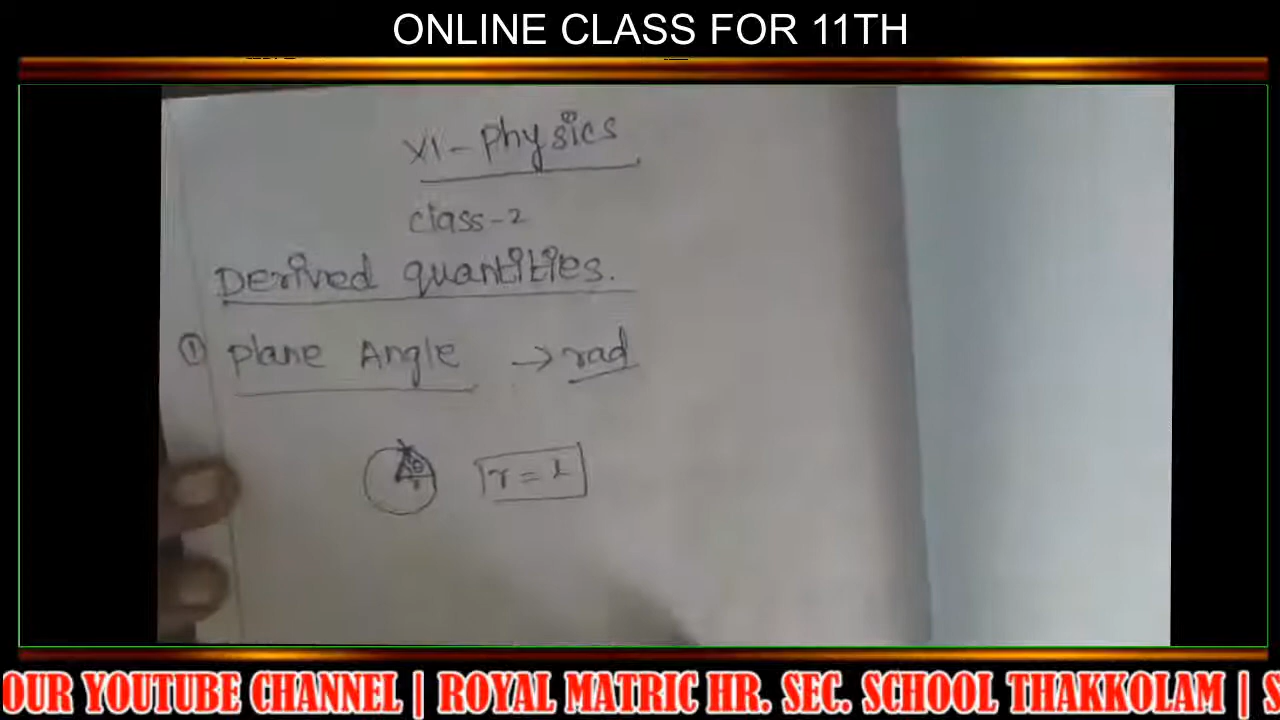 ONLINE CLASS FOR 11TH
XI - Physics
class-2
Derived quantities.
① Plane Angle → rad
θ
r
r = l
OUR YOUTUBE CHANNEL | ROYAL MATRIC HR. SEC. SCHOOL THAKKOLAM | S